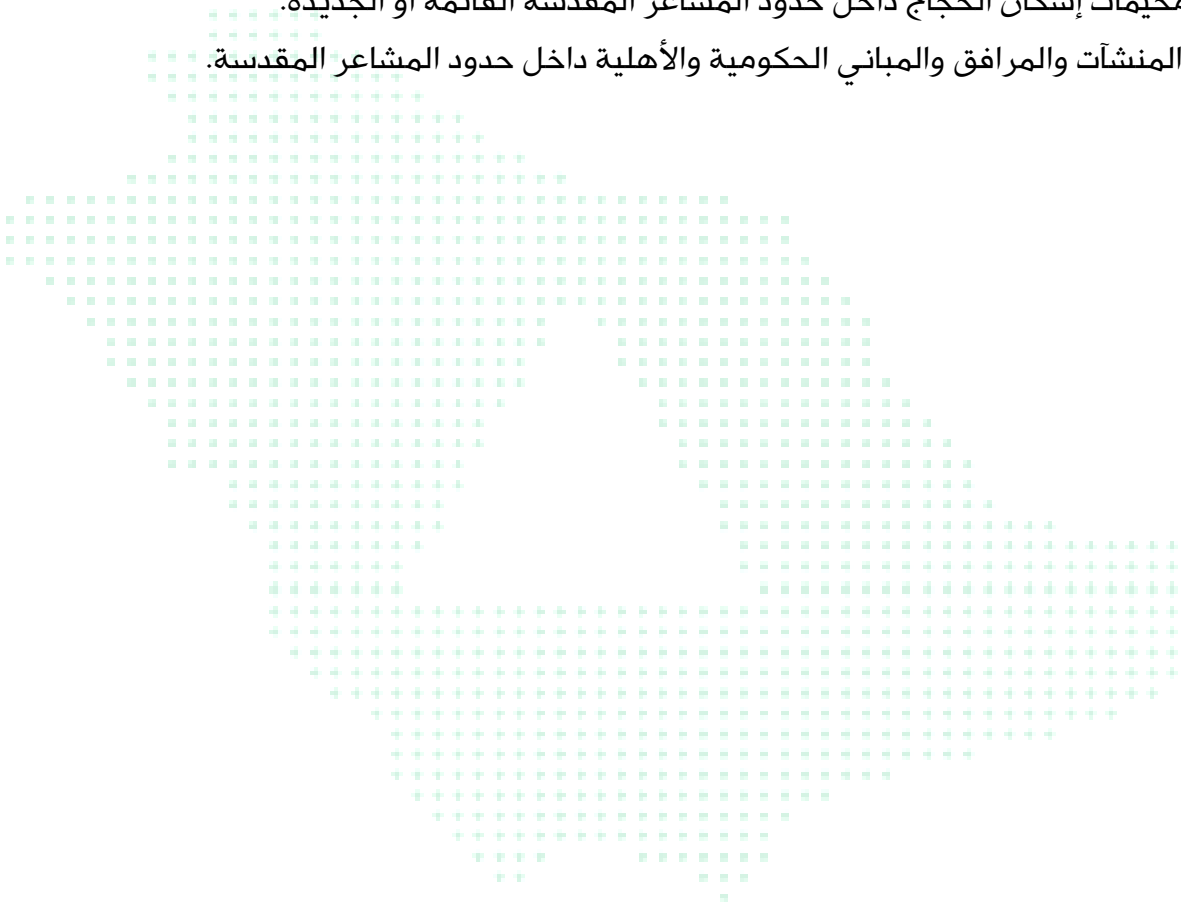 مخيمات إسكان الحجاج داخل حدود المشاعر المقدسة القائمة أو الجديدة.
المنشآت والمرافق والمباني الحكومية والأهلية داخل حدود المشاعر المقدسة.